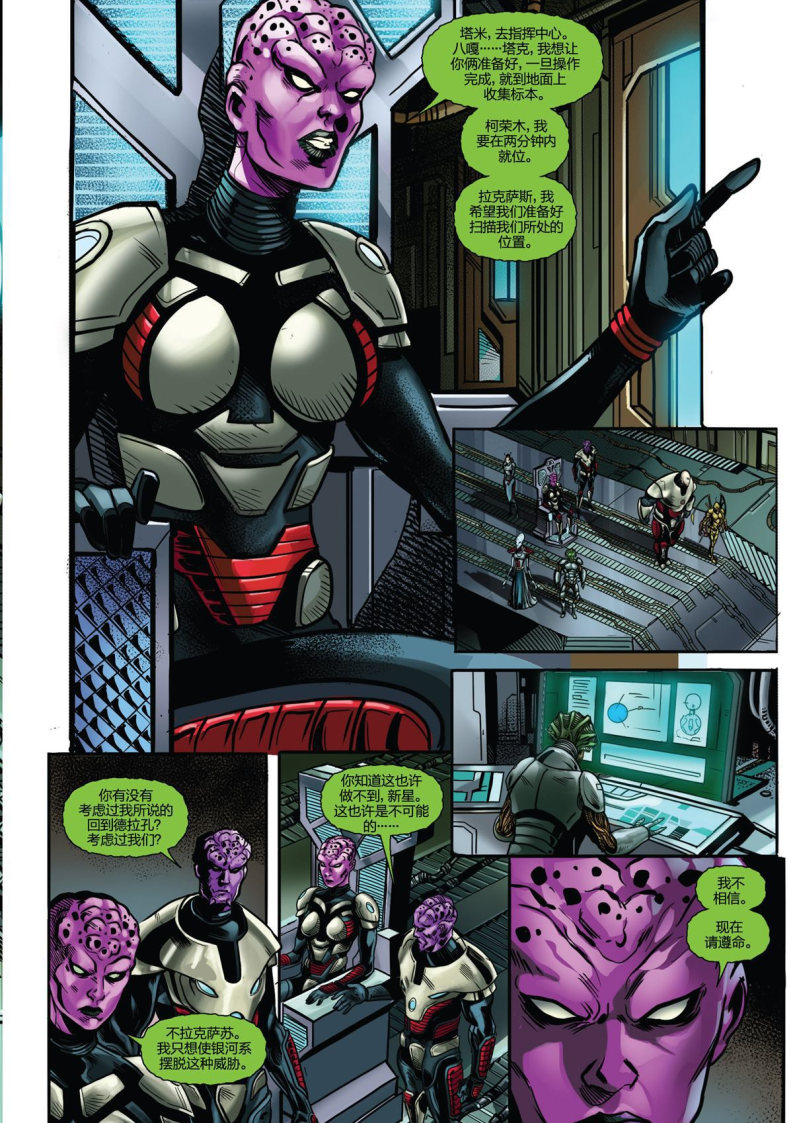 塔米, 去指挥中心。
八嘎……塔克, 我想让
你俩准备好, 一旦操作
完成, 就到地面上
收集标本。
柯荣木, 我
要在两分钟内
就位。
拉克萨斯, 我
希望我们准备好
扫描我们所处的
位置。
你有没有
考虑过我所说的
回到德拉孔?
考虑过我们?
不拉克萨苏。
我只想使银河系
摆脱这种威胁。
你知道这也许
做不到, 新星。
这也许是不可能
的……
我不
相信。
现在
请遵命。